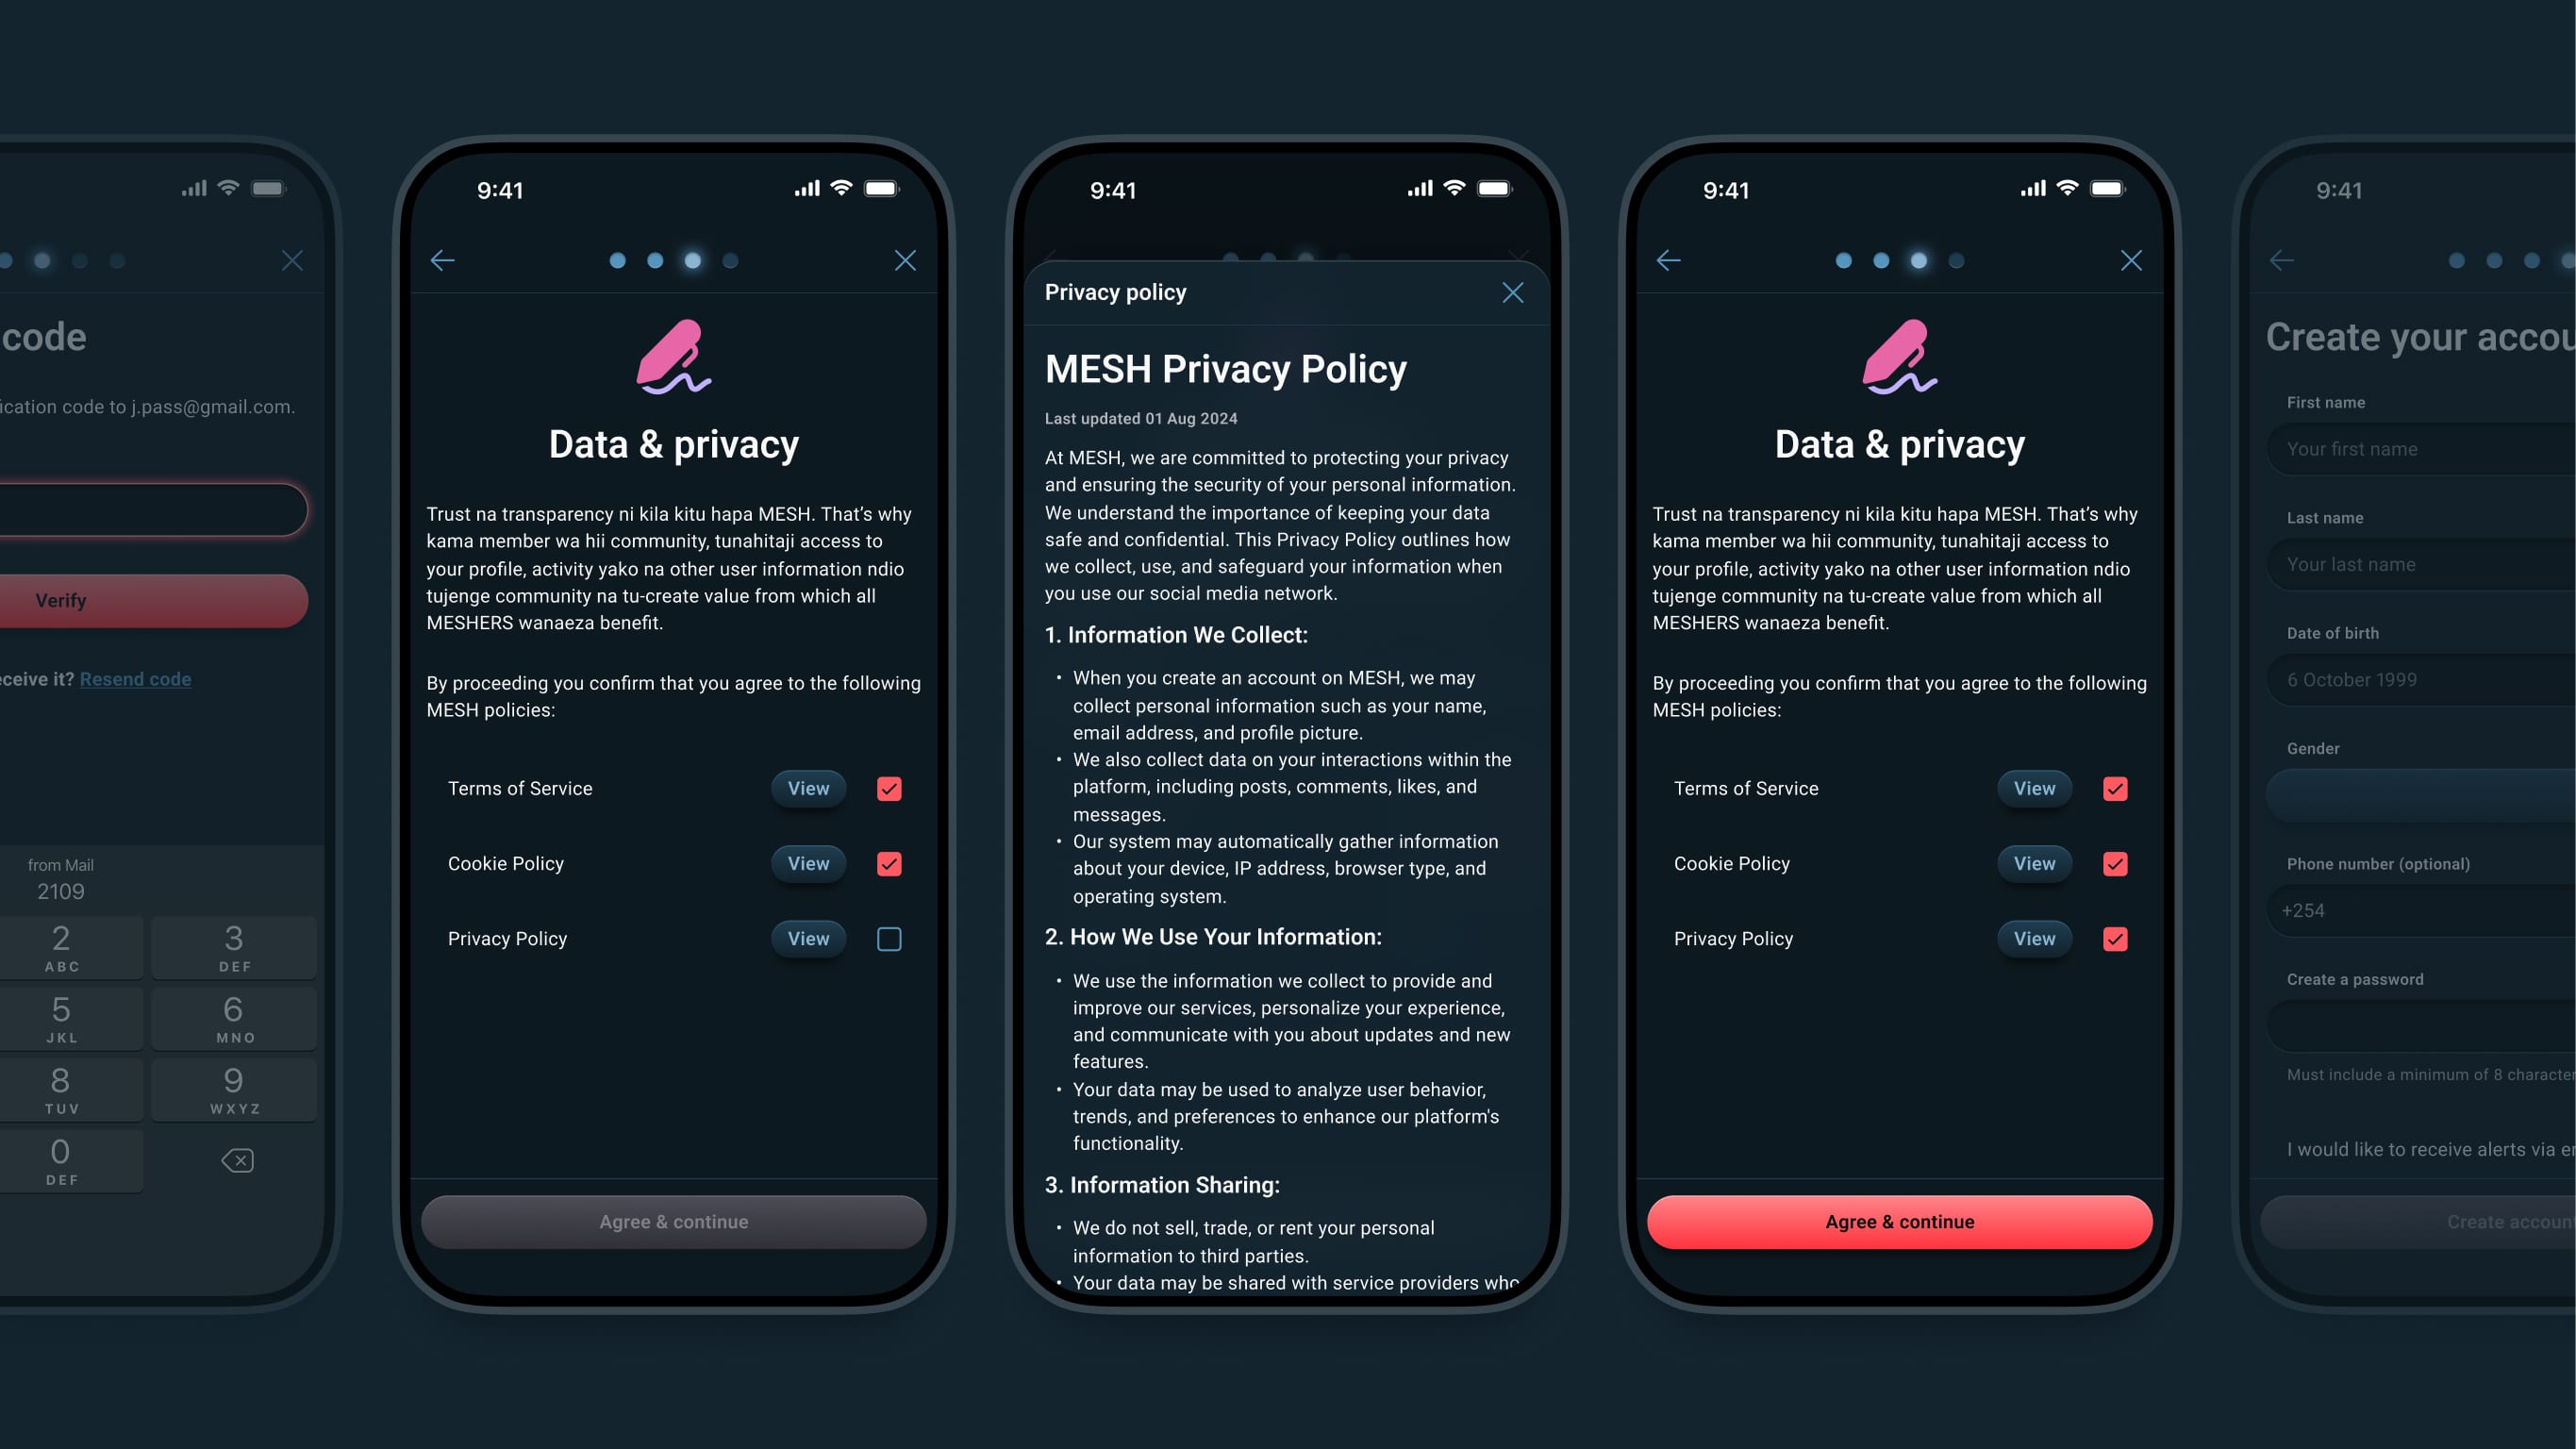 code
ication code to j.pass@gmail.com.
Verify
ceive it? Resend code
from Mail
2109
2
ABC
3
DEF
5
JKL
6
MNO
8
TUV
9
WXYZ
0
DEF
9:41
Data & privacy
Trust na transparency ni kila kitu hapa MESH. That’s why
kama member wa hii community, tunahitaji access to
your profile, activity yako na other user information ndio
tujenge community na tu-create value from which all
MESHERS wanaeza benefit.
By proceeding you confirm that you agree to the following
MESH policies:
Terms of Service View
Cookie Policy View
Privacy Policy View
Agree & continue
9:41
Privacy policy
MESH Privacy Policy
Last updated 01 Aug 2024
At MESH, we are committed to protecting your privacy
and ensuring the security of your personal information.
We understand the importance of keeping your data
safe and confidential. This Privacy Policy outlines how
we collect, use, and safeguard your information when
you use our social media network.
1. Information We Collect:
• When you create an account on MESH, we may
collect personal information such as your name,
email address, and profile picture.
• We also collect data on your interactions within the
platform, including posts, comments, likes, and
messages.
• Our system may automatically gather information
about your device, IP address, browser type, and
operating system.
2. How We Use Your Information:
• We use the information we collect to provide and
improve our services, personalize your experience,
and communicate with you about updates and new
features.
• Your data may be used to analyze user behavior,
trends, and preferences to enhance our platform's
functionality.
3. Information Sharing:
• We do not sell, trade, or rent your personal
information to third parties.
• Your data may be shared with service providers who
9:41
Data & privacy
Trust na transparency ni kila kitu hapa MESH. That’s why
kama member wa hii community, tunahitaji access to
your profile, activity yako na other user information ndio
tujenge community na tu-create value from which all
MESHERS wanaeza benefit.
By proceeding you confirm that you agree to the following
MESH policies:
Terms of Service View
Cookie Policy View
Privacy Policy View
Agree & continue
9:41
Create your accou
First name
Your first name
Last name
Your last name
Date of birth
6 October 1999
Gender
Phone number (optional)
+254
Create a password
Must include a minimum of 8 character
I would like to receive alerts via e
Create account